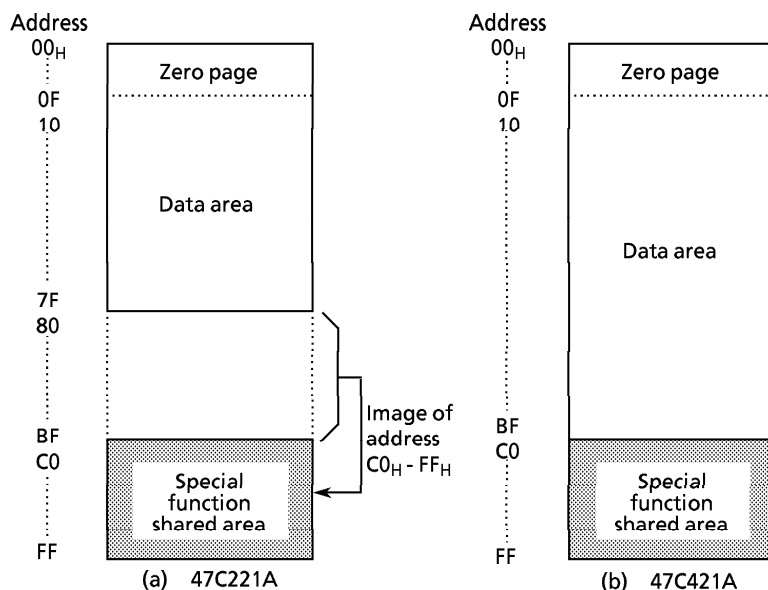 Address
00H
0F
10
7F
80
BF
C0
FF
Zero page
Data area
Special
function
shared area
Image of
address
C0H - FFH
(a) 47C221A
Address
00H
0F
10
BF
C0
FF
Zero page
Data area
Special
function
shared area
(b) 47C421A